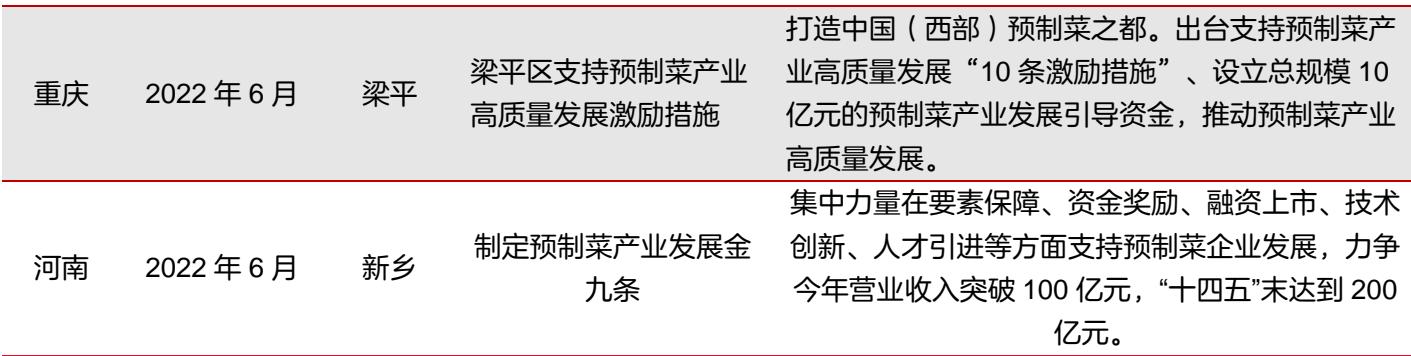 打造中国（西部）预制菜之都。出台支持预制菜产
重庆 2022 年 6 月 梁平 梁平区支持预制菜产业 业高质量发展“10 条激励措施”、设立总规模 10
高质量发展激励措施 亿元的预制菜产业发展引导资金，推动预制菜产业
高质量发展。
集中力量在要素保障、资金奖励、融资上市、技术
河南 2022 年 6 月 新乡 制定预制菜产业发展金 创新、人才引进等方面支持预制菜企业发展，力争
九条 今年营业收入突破 100 亿元，“十四五”末达到 200
亿元。